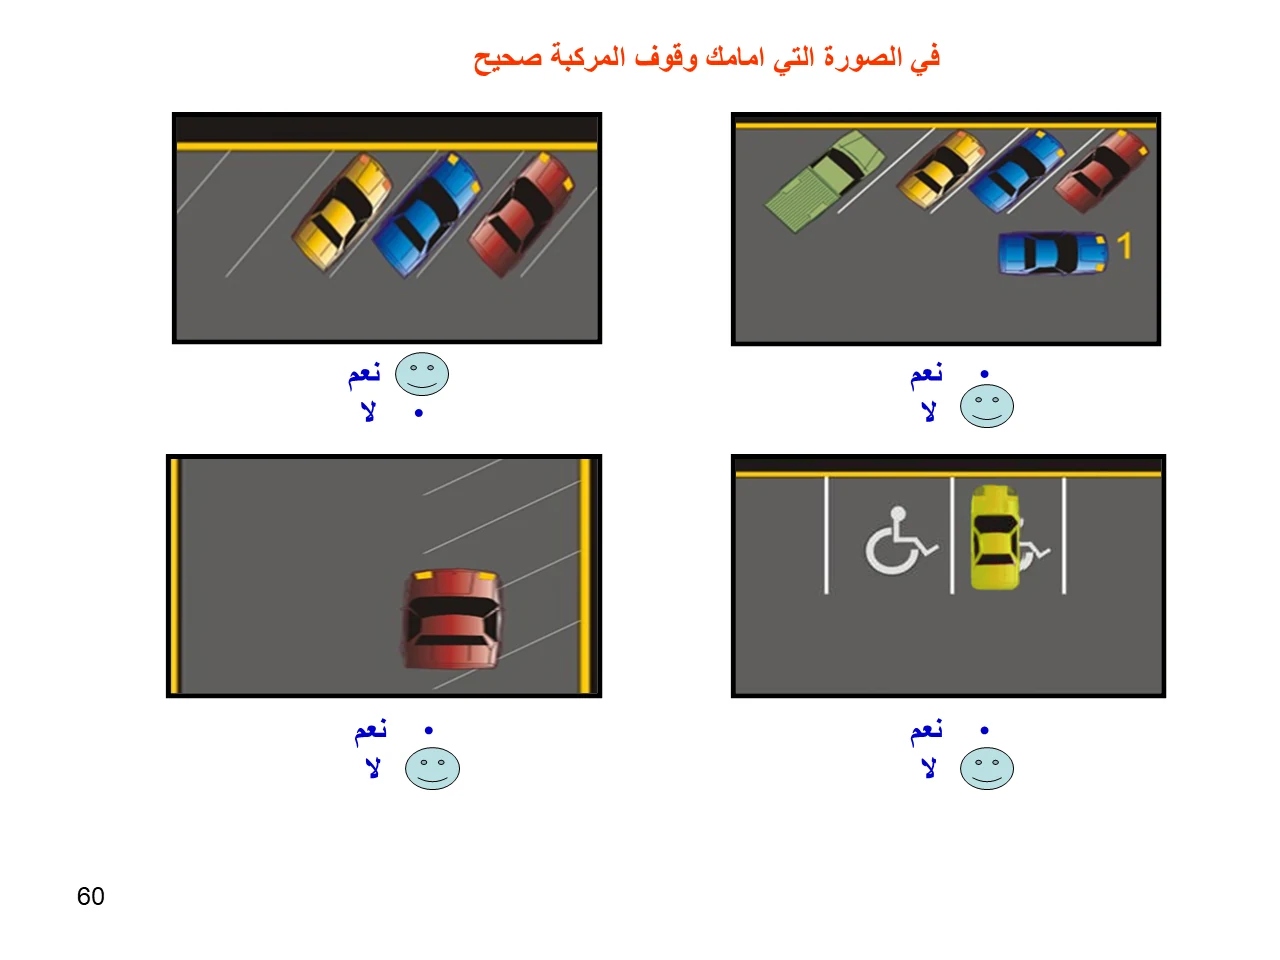 في الصورة التي امامك وقوف المركبة صحيح
1
• نعم
لا
نعم
• لا
• نعم
لا
• نعم
لا
60